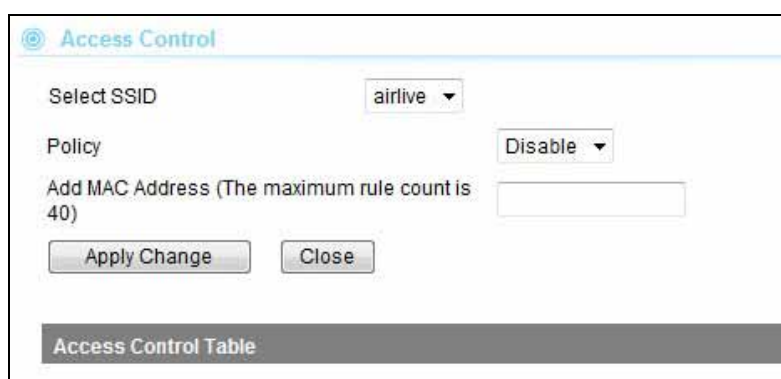 Access Control
Select SSID airlive
Policy Disable
Add MAC Address (The maximum rule count is
40)
Apply Change Close
Access Control Table